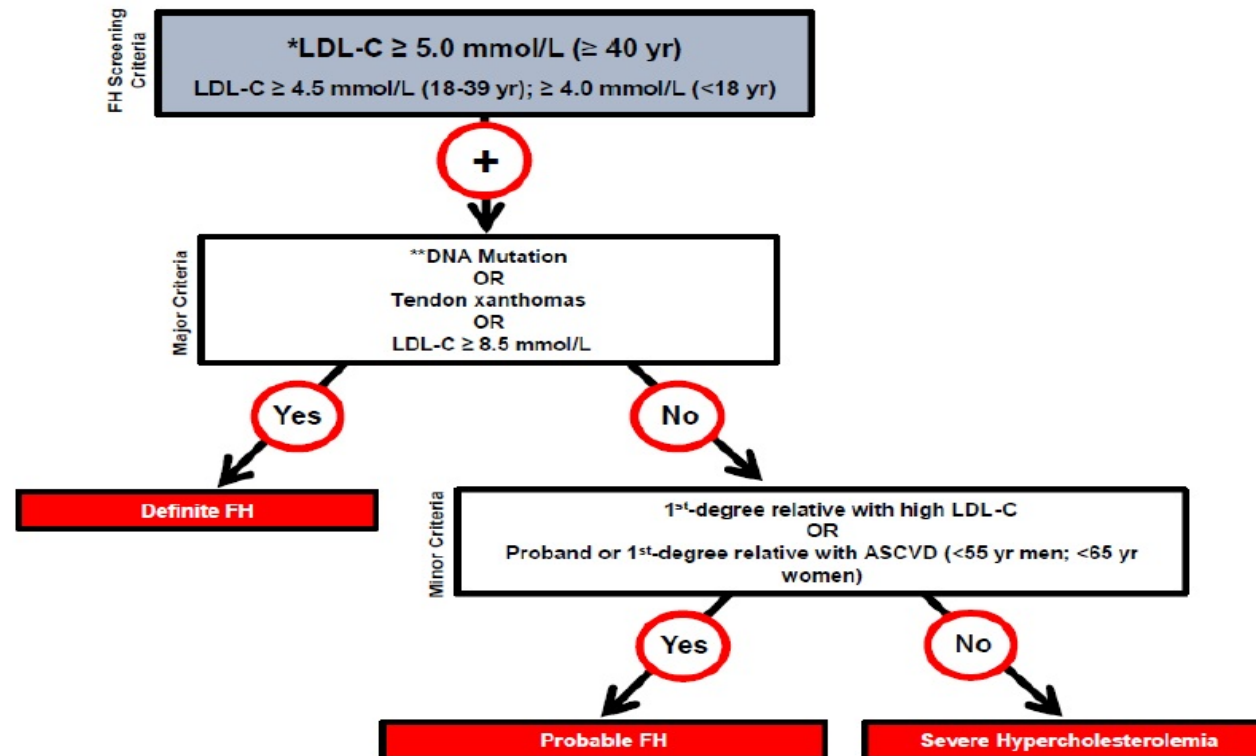 FH Screening
Criteria
*LDL-C ≥ 5.0 mmol/L (≥ 40 yr)
LDL-C ≥ 4.5 mmol/L (18-39 yr); ≥ 4.0 mmol/L (<18 yr)
+
Major Criteria
**DNA Mutation
OR
Tendon xanthomas
OR
LDL-C ≥ 8.5 mmol/L
Yes
No
Definite FH
Minor Criteria
1st-degree relative with high LDL-C
OR
Proband or 1st-degree relative with ASCVD (<55 yr men; <65 yr
women)
Yes
No
Probable FH
Severe Hypercholesterolemia